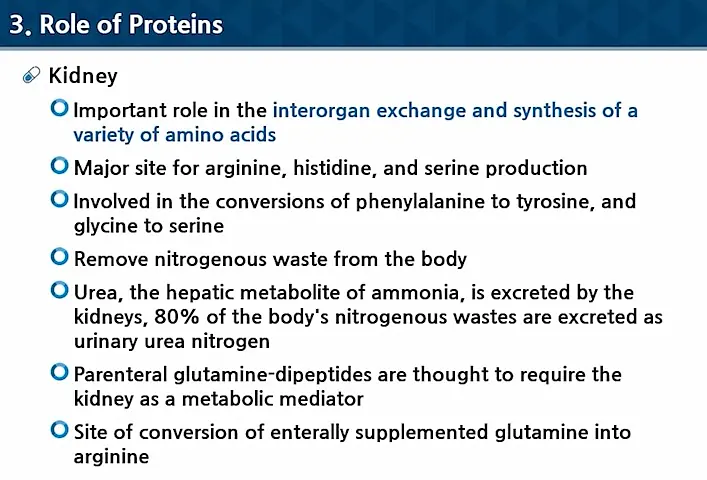 3. Role of Proteins
Kidney
Important role in the interorgan exchange and synthesis of a
variety of amino acids
Major site for arginine, histidine, and serine production
Involved in the conversions of phenylalanine to tyrosine, and
glycine to serine
Remove nitrogenous waste from the body
Urea, the hepatic metabolite of ammonia, is excreted by the
kidneys, 80% of the body's nitrogenous wastes are excreted as
urinary urea nitrogen
Parenteral glutamine-dipeptides are thought to require the
kidney as a metabolic mediator
Site of conversion of enterally supplemented glutamine into
arginine